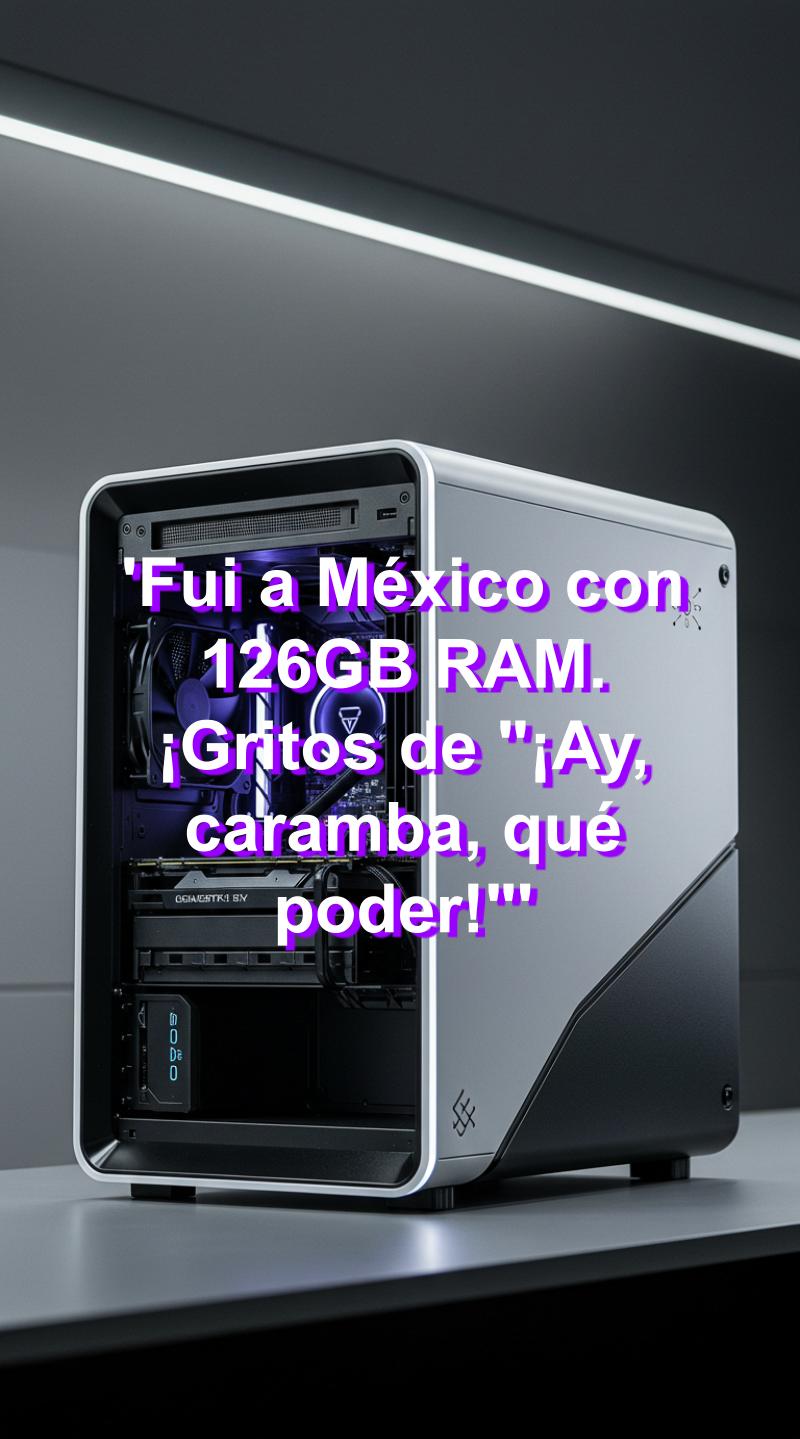 'Fui a México con
126GB RAM.
¡Gritos de "¡Ay,
caramba, qué
poder!"'